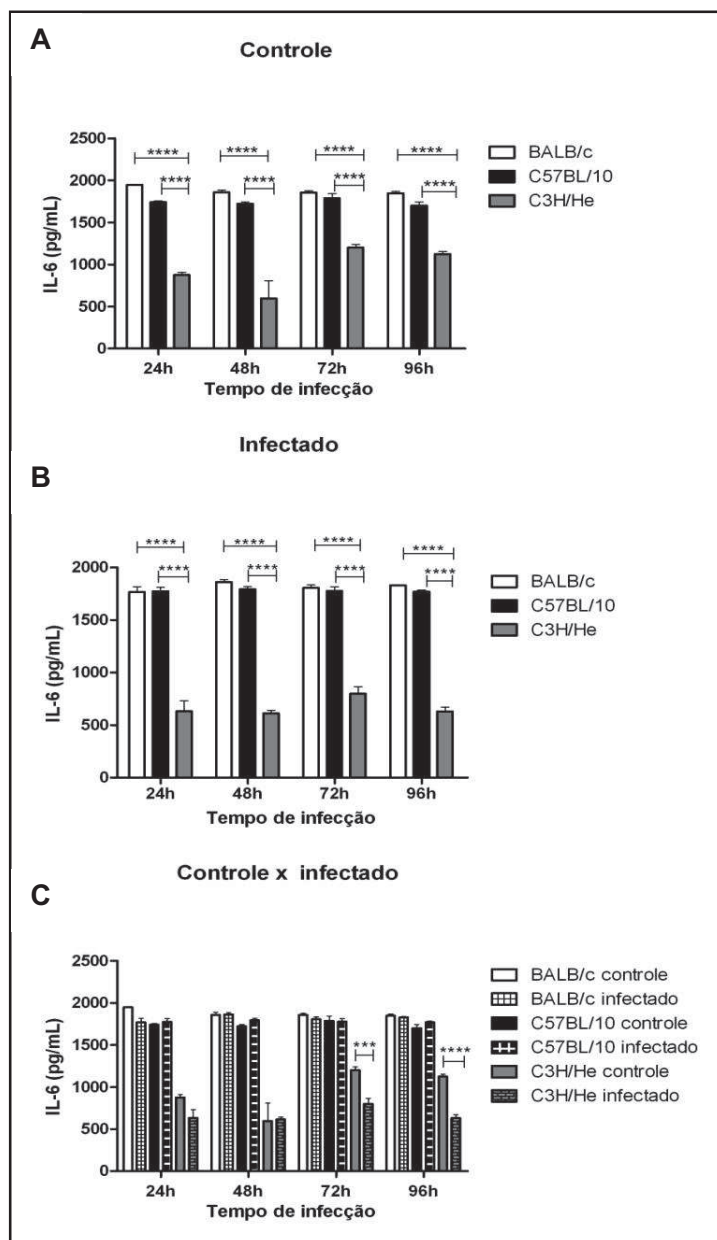 A
Controle
2500
2000
1500
1000
500
0
IL-6 (pg/mL)
**** **** **** ****
**** **** **** ****
24h 48h 72h 96h
Tempo de infecção
BALB/c
C57BL/10
C3H/He
Infectado
B
2000
1500
1000
500
0
IL-6 (pg/mL)
**** **** **** ****
**** **** **** ****
24h 48h 72h 96h
Tempo de infecção
BALB/c
C57BL/10
C3H/He
Controle x infectado
C
2500
2000
1500
1000
500
0
IL-6 (pg/mL)
*** ****
24h 48h 72h 96h
Tempo de infecção
BALB/c controle
BALB/c infectado
C57BL/10 controle
C57BL/10 infectado
C3H/He controle
C3H/He infectado